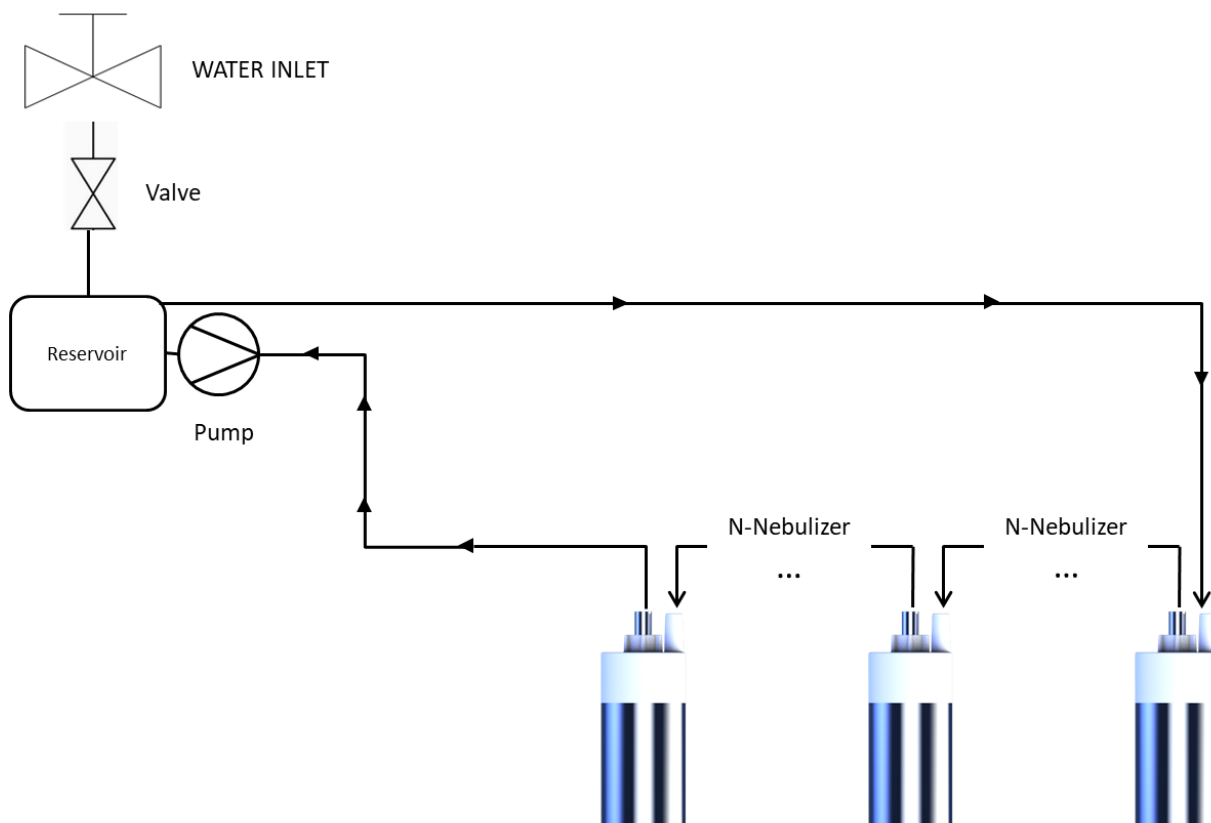 WATER INLET
Valve
Reservoir
Pump
N-Nebulizer
...
N-Nebulizer
...